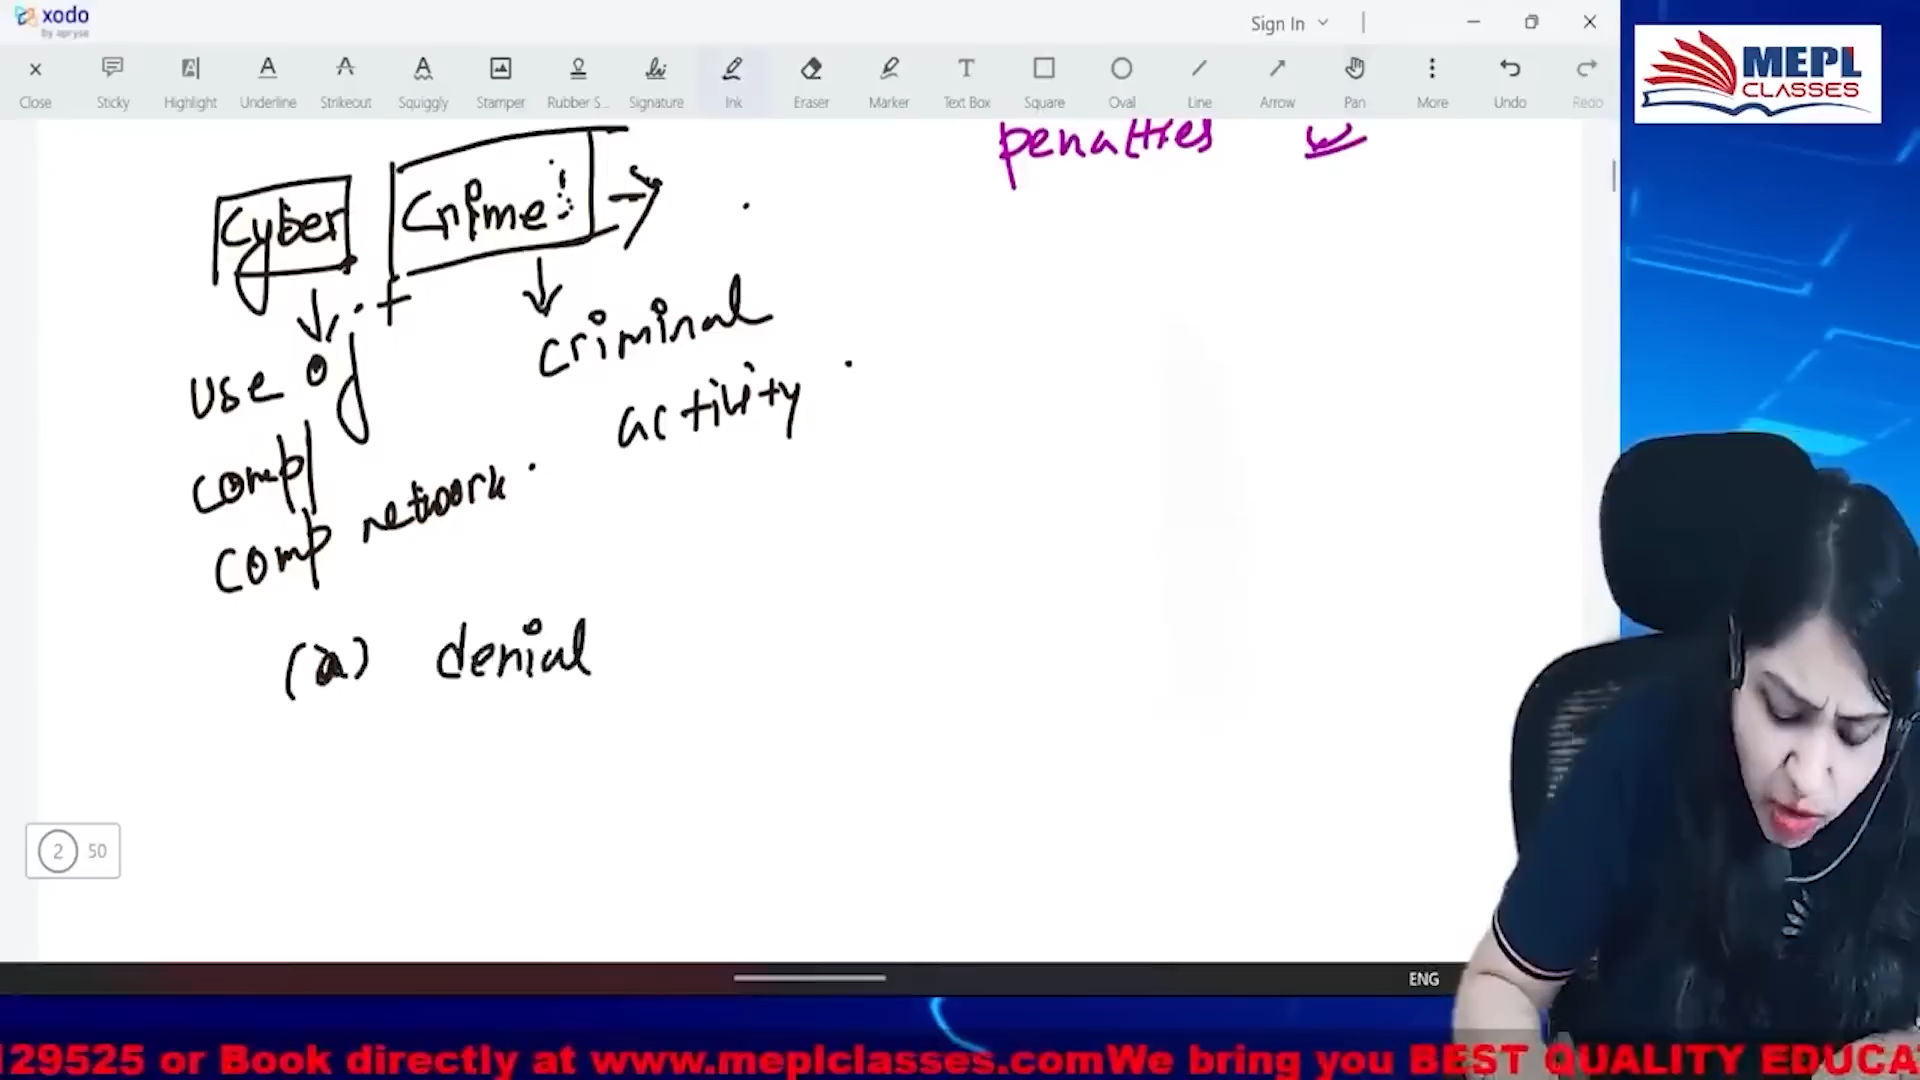 xodo
by apryse
Sign In
Close Sticky Highlight Underline Strikeout Squiggly Stamper Rubber S... Signature Ink Eraser Marker Text Box Square Oval Line Arrow Pan More Undo Redo
MEPL
CLASSES
penalties
Cyber Crime:
+
use of
comp/
comp network.
criminal
activity.
(a) denial
2 50
ENG
129525 or Book directly at www.meplclasses.comWe bring you BEST QUALITY EDUCA